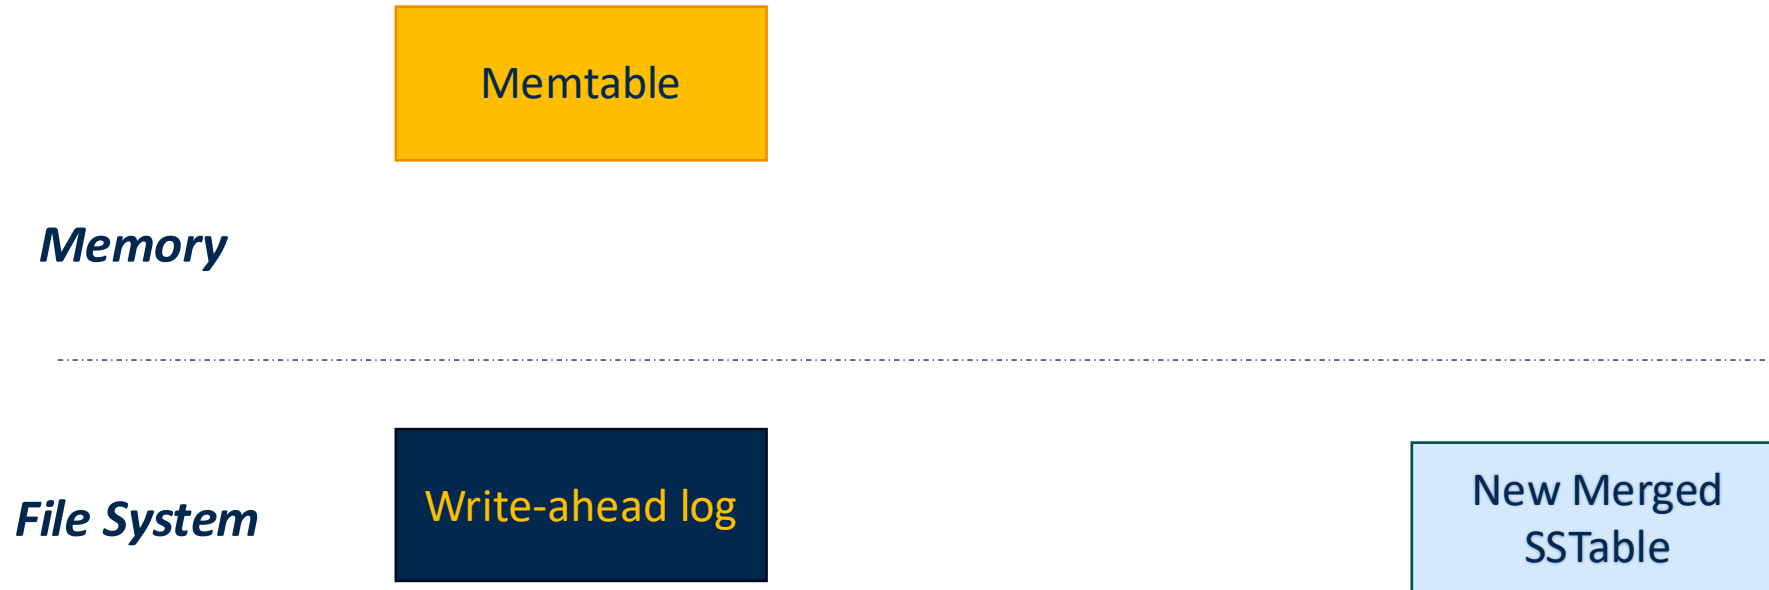 Memtable
Memory
Write-ahead log
File System
New Merged
SSTable